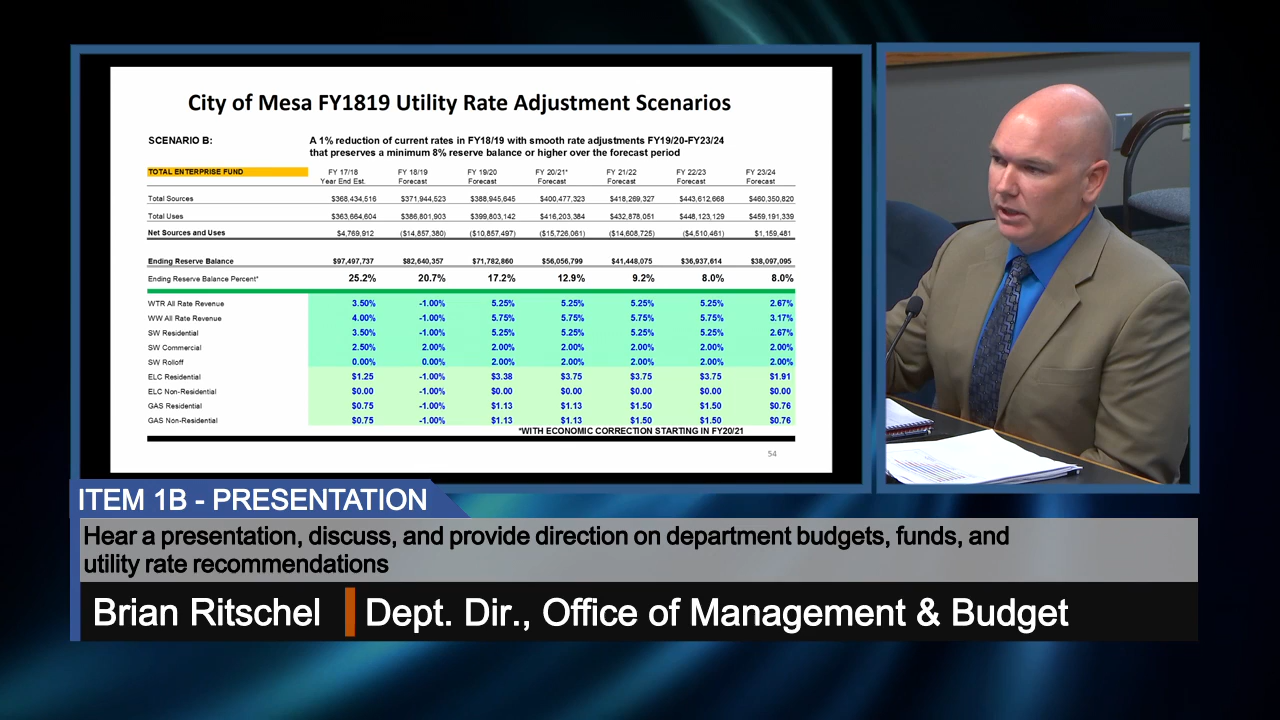 City of Mesa FY1819 Utility Rate Adjustment Scenarios
SCENARIO B: A 1% reduction of current rates in FY18/19 with smooth rate adjustments FY19/20-FY23/24
that preserves a minimum 8% reserve balance or higher over the forecast period
TOTAL ENTERPRISE FUND FY 17/18 FY 18/19 FY 19/20 FY 20/21* FY 21/22 FY 22/23 FY 23/24
Year End Est. Forecast Forecast Forecast Forecast Forecast Forecast
Total Sources $368,434,516 $371,944,523 $388,945,645 $400,477,323 $418,269,327 $443,612,668 $460,350,820
Total Uses $363,664,604 $386,801,903 $399,803,142 $416,203,384 $432,878,051 $448,123,129 $459,191,339
Net Sources and Uses $4,769,912 ($14,857,380) ($10,857,497) ($15,726,061) ($14,608,725) ($4,510,461) $1,159,481
Ending Reserve Balance $97,497,737 $82,640,357 $71,782,860 $56,056,799 $41,448,075 $36,937,614 $38,097,095
Ending Reserve Balance Percent* 25.2% 20.7% 17.2% 12.9% 9.2% 8.0% 8.0%
WTR All Rate Revenue 3.50% -1.00% 5.25% 5.25% 5.25% 5.25% 2.67%
WW All Rate Revenue 4.00% -1.00% 5.75% 5.75% 5.75% 5.75% 3.17%
SW Residential 3.50% -1.00% 5.25% 5.25% 5.25% 5.25% 2.67%
SW Commercial 2.50% 2.00% 2.00% 2.00% 2.00% 2.00% 2.00%
SW Rolloff 0.00% 0.00% 2.00% 2.00% 2.00% 2.00% 2.00%
ELC Residential $1.25 -1.00% $3.38 $3.75 $3.75 $3.75 $1.91
ELC Non-Residential $0.00 -1.00% $0.00 $0.00 $0.00 $0.00 $0.00
GAS Residential $0.75 -1.00% $1.13 $1.13 $1.50 $1.50 $0.76
GAS Non-Residential $0.75 -1.00% $1.13 $1.13 $1.50 $1.50 $0.76
*WITH ECONOMIC CORRECTION STARTING IN FY20/21
54
ITEM 1B - PRESENTATION
Hear a presentation, discuss, and provide direction on department budgets, funds, and
utility rate recommendations
Brian Ritschel Dept. Dir., Office of Management & Budget